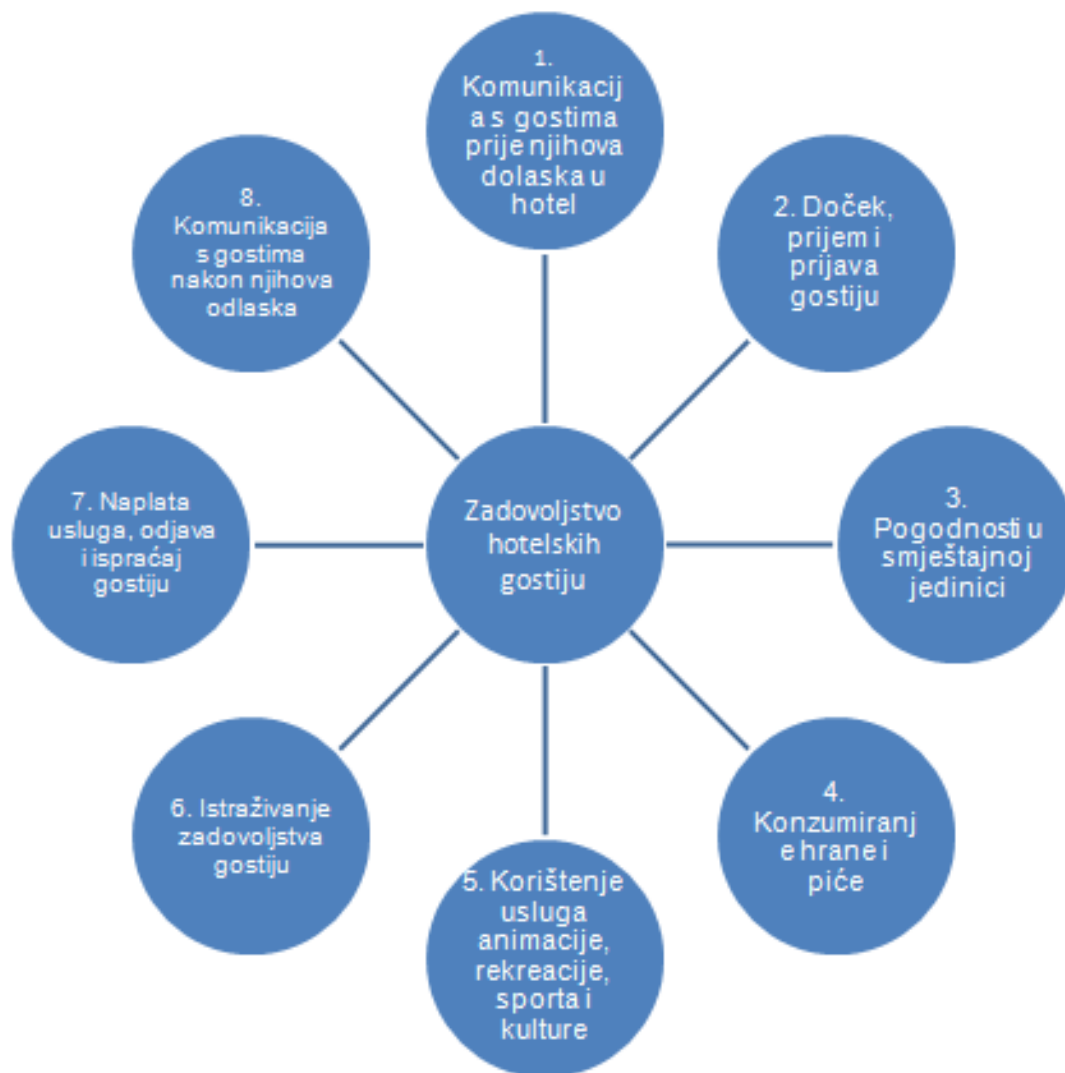 1.
Komunikacij
a s gostima
prije njihova
dolaska u
hotel
2. Doček,
prijem i
prijava
gostiju
3.
Pogodnosti u
smještajnoj
jedinici
4.
Konzumiranj
e hrane i
piće
5. Korištenje
usluga
animacije,
rekreacije,
sporta i
kulture
6. Istraživanje
zadovoljstva
gostiju
7. Naplata
usluga, odjava
i ispraćaj
gostiju
8.
Komunikacija
s gostima
nakon njihova
odlaska
Zadovoljstvo
hotelskih
gostiju